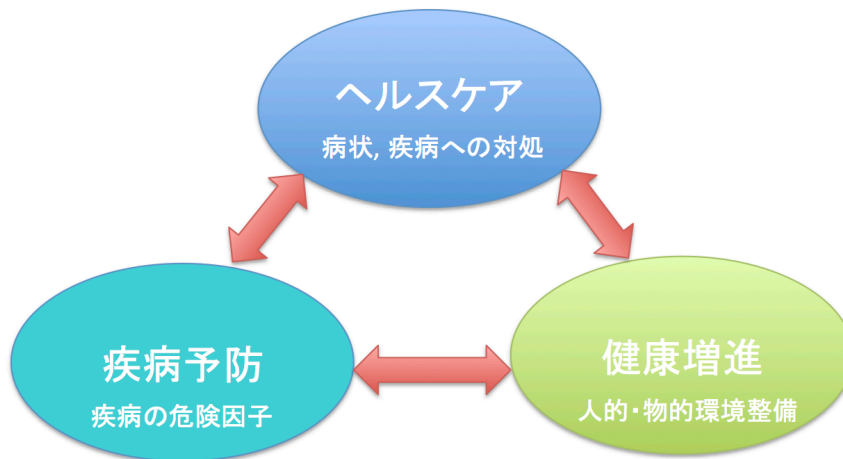 ヘルスケア
病状, 疾病への対処
疾病予防
疾病の危険因子
健康増進
人的・物的環境整備